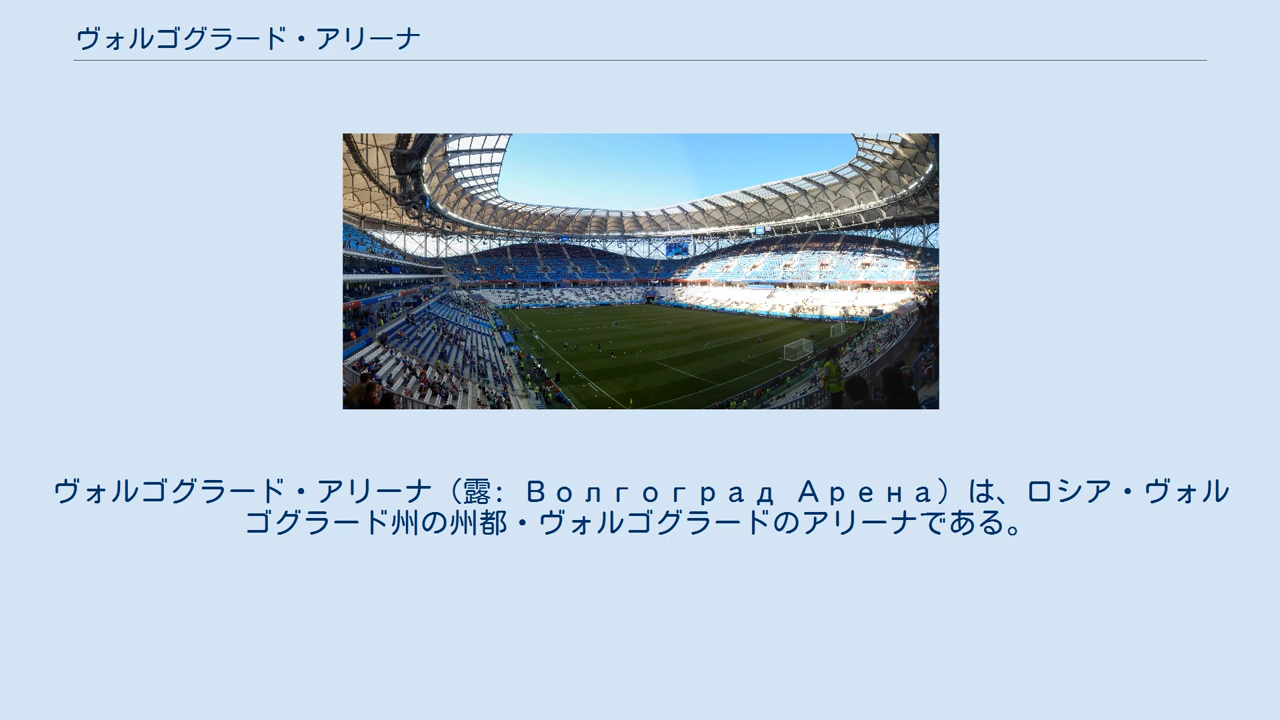 ヴォルゴグラード・アリーナ
ヴォルゴグラード・アリーナ（露: Волгоград Арена）は、ロシア・ヴォル
ゴグラード州の州都・ヴォルゴグラードのアリーナである。